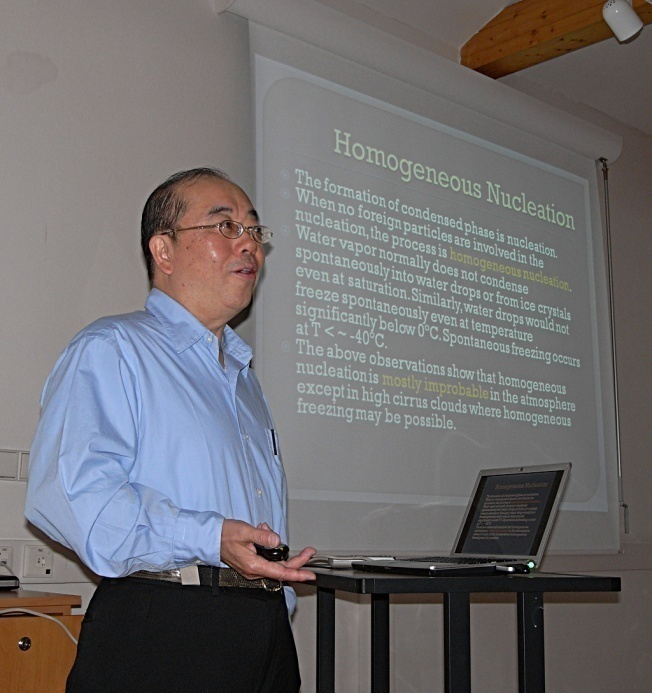 Homogeneous Nucleation
The formation of condensed phase is nucleation.
When no foreign particles are involved in the
nucleation, the process is homogeneous nucleation.
Water vapor normally does not condense
spontaneously into water drops or from ice crystals
even at saturation. Similarly, water drops would not
freeze spontaneously even at temperature
significantly below 0°C. Spontaneous freezing occurs
at T < ~ -40°C.
The above observations show that homogeneous
nucleation is mostly improbable in the atmosphere
except in high cirrus clouds where homogeneous
freezing may be possible.
Homogeneous Nucleation